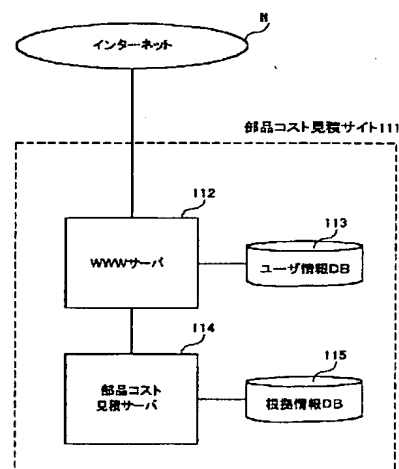 H
インターネット
部品コスト見積サイト111
112
113
WWWサーバ
ユーザ情報DB
114
115
部品コスト
見積サーバ
根拠情報DB